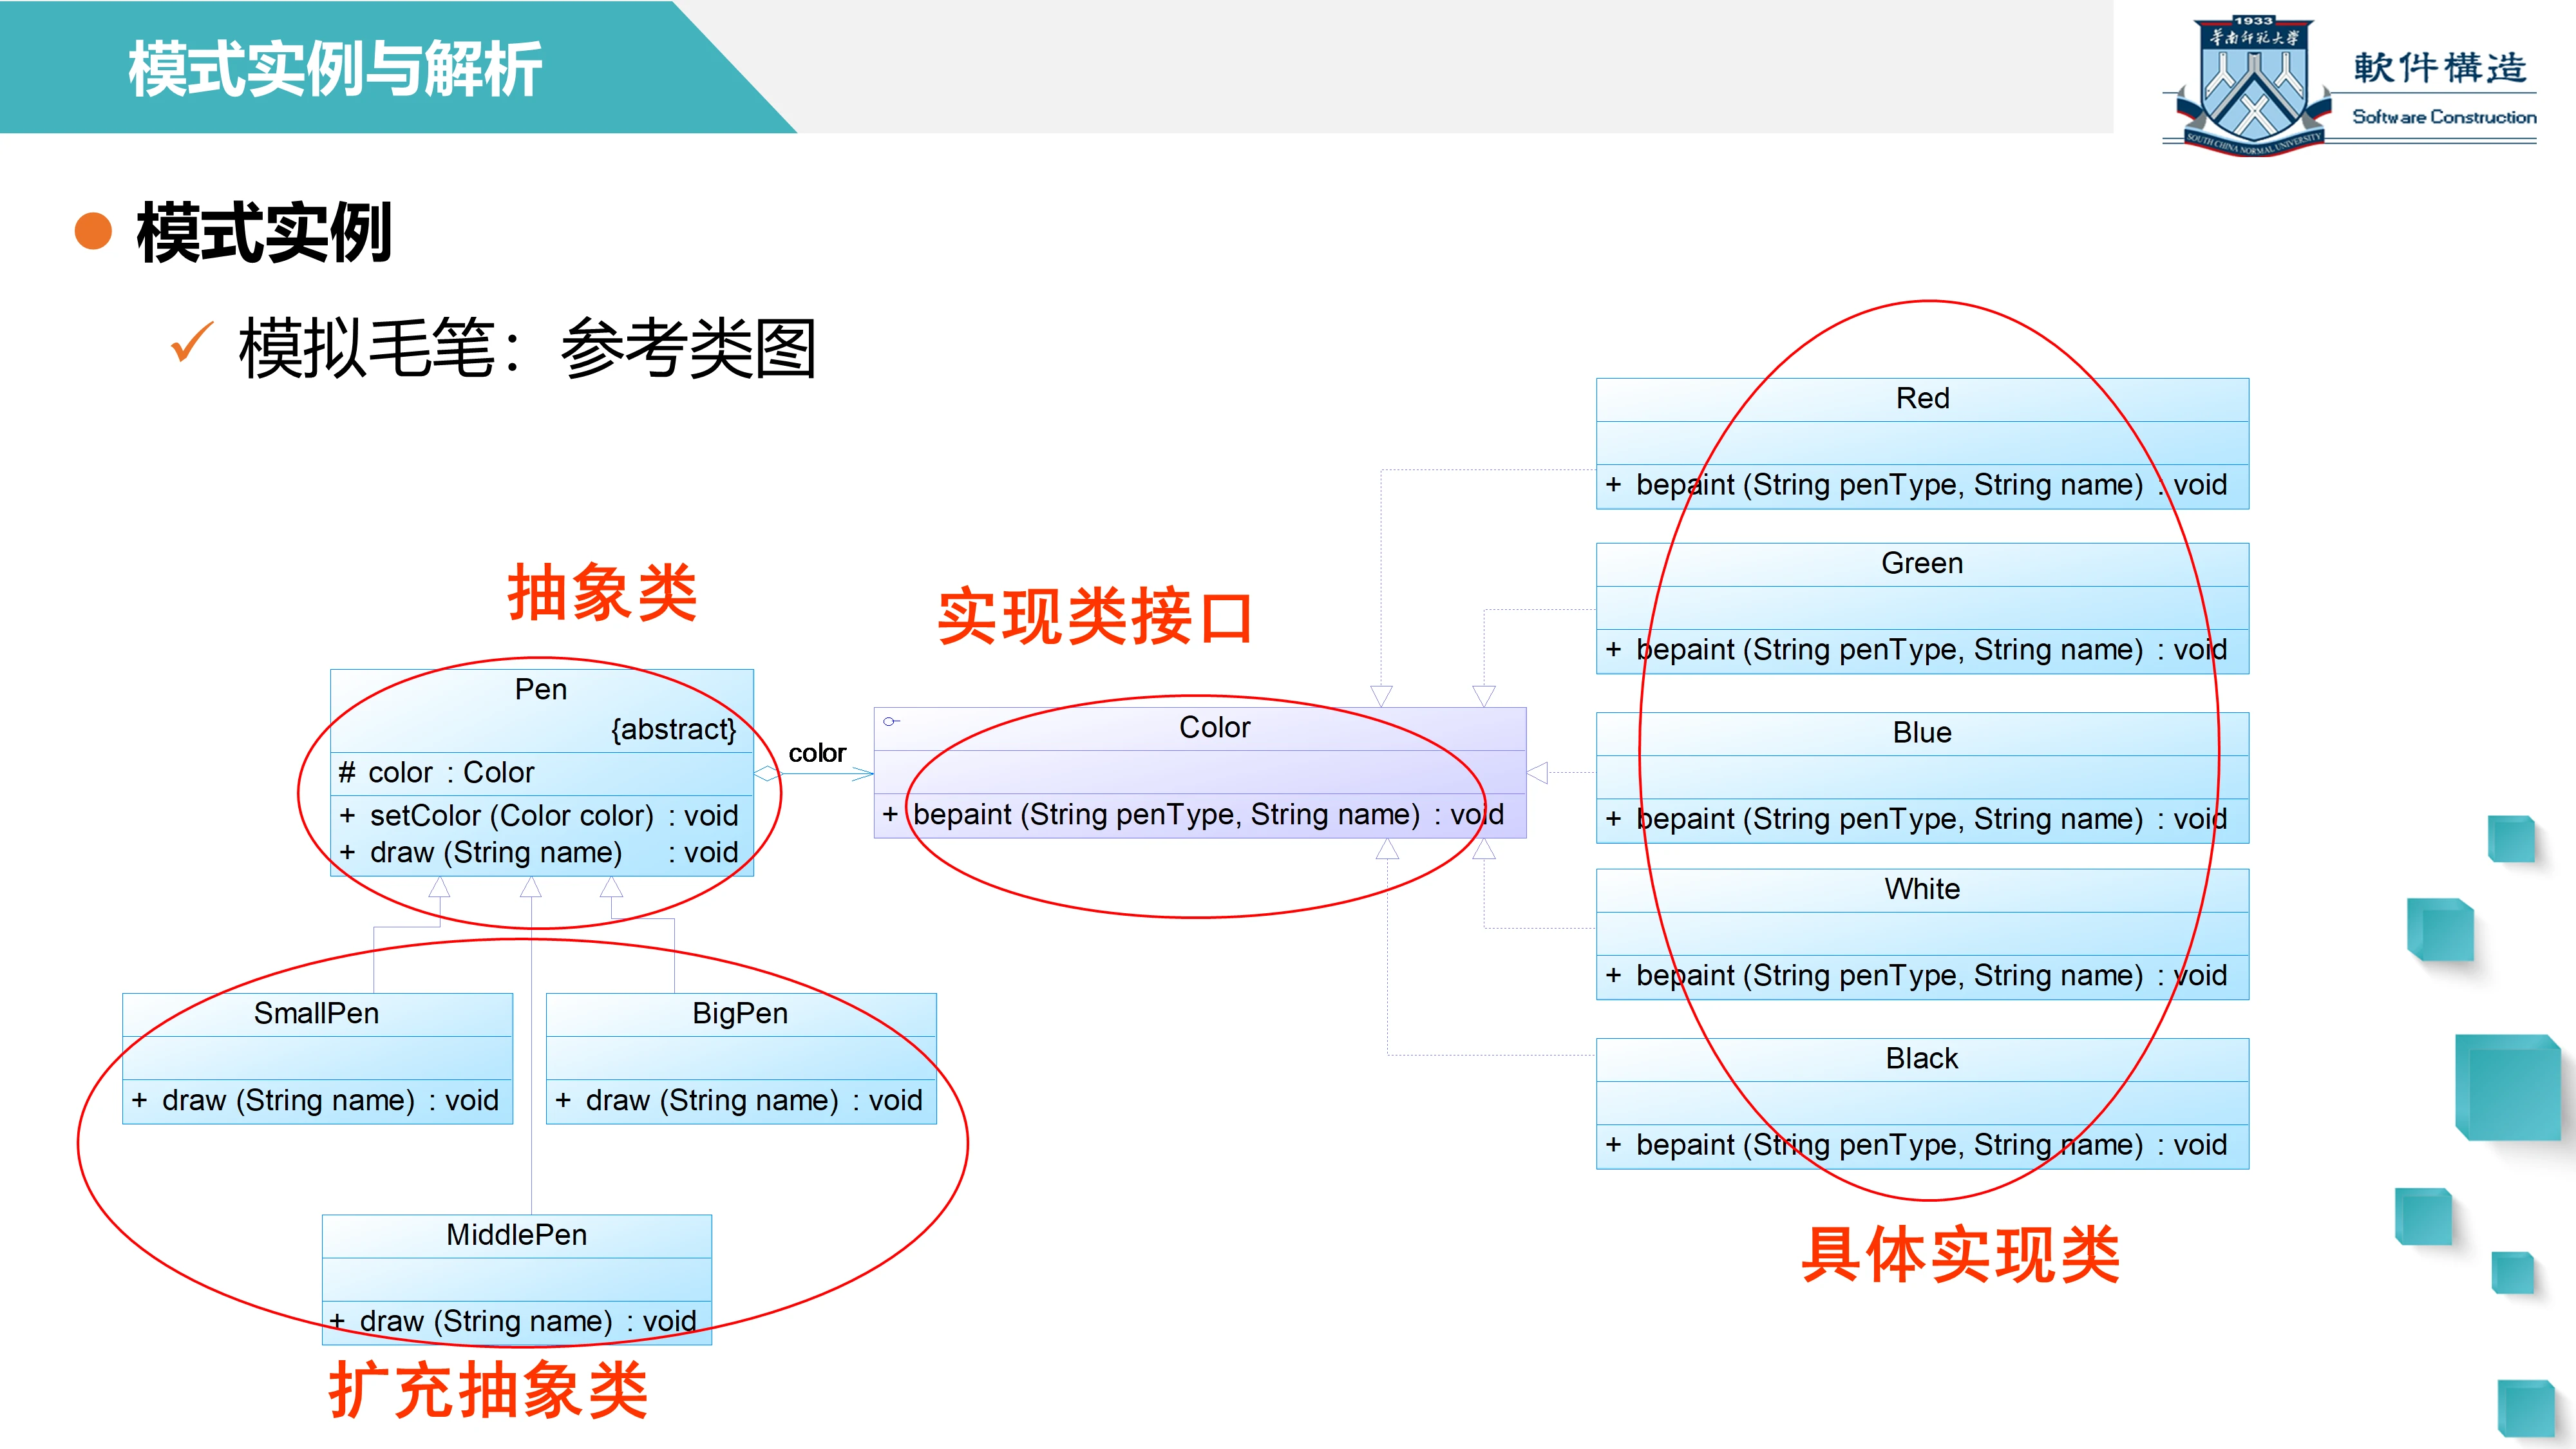 模式实例与解析
1933
华南师范大学
SOUTH CHINA NORMAL UNIVERSITY
軟件構造
Software Construction
模式实例
模拟毛笔：参考类图
抽象类
Pen
{abstract}
# color : Color
+ setColor (Color color) : void
+ draw (String name) : void
color
实现类接口
Color
+ bepaint (String penType, String name) : void
Red
+ bepaint (String penType, String name) : void
Green
+ bepaint (String penType, String name) : void
Blue
+ bepaint (String penType, String name) : void
White
+ bepaint (String penType, String name) : void
Black
+ bepaint (String penType, String name) : void
具体实现类
SmallPen
+ draw (String name) : void
BigPen
+ draw (String name) : void
MiddlePen
+ draw (String name) : void
扩充抽象类